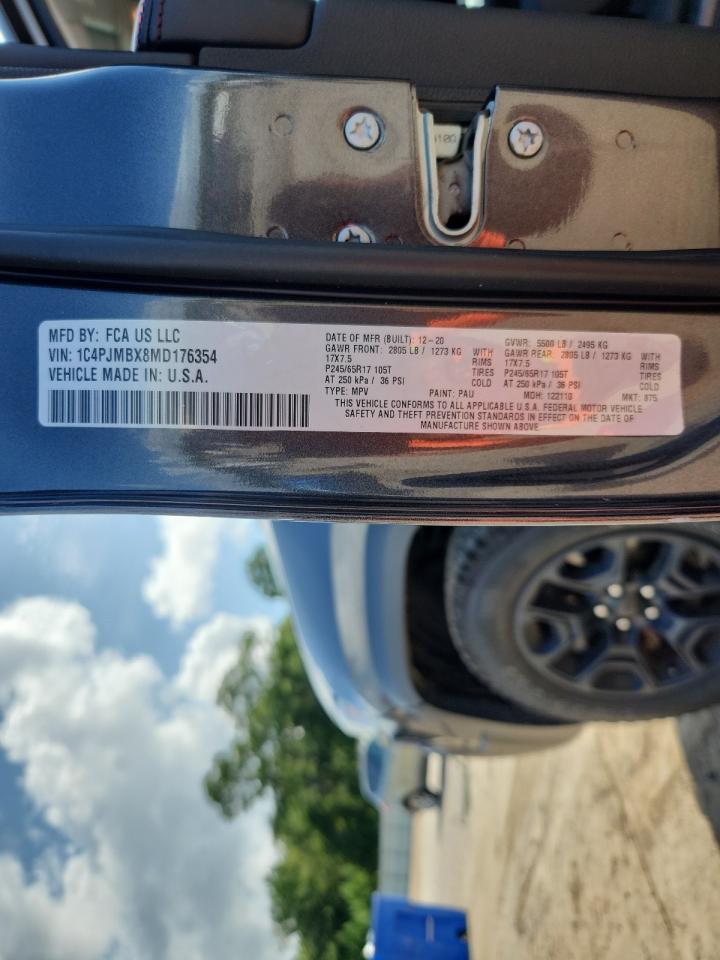 MFD BY: FCA US LLC
VIN: 1C4PJMBX8MD176354
VEHICLE MADE IN: U.S.A.
DATE OF MFR (BUILT): 12-20
GAWR FRONT: 2805 LB / 1273 KG
17X7.5
P245/65R17 105T
AT 250 kPa / 36 PSI
TYPE: MPV
WITH
RIMS
TIRES
COLD
PAINT: PAU
GVWR: 5500 LB / 2495 KG
GAWR REAR: 2805 LB / 1273 KG
17X7.5
P245/65R17 105T
AT 250 kPa / 36 PSI
MDH: 122110
WITH
RIMS
TIRES
COLD
MKT: 875
THIS VEHICLE CONFORMS TO ALL APPLICABLE U.S.A. FEDERAL MOTOR VEHICLE
SAFETY AND THEFT PREVENTION STANDARDS IN EFFECT ON THE DATE OF
MANUFACTURE SHOWN ABOVE